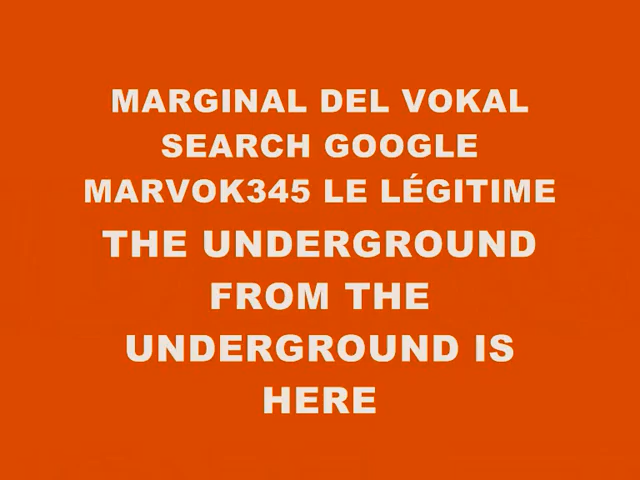 MARGINAL DEL VOKAL
SEARCH GOOGLE
MARVOK345 LE LÉGITIME
THE UNDERGROUND
FROM THE
UNDERGROUND IS
HERE